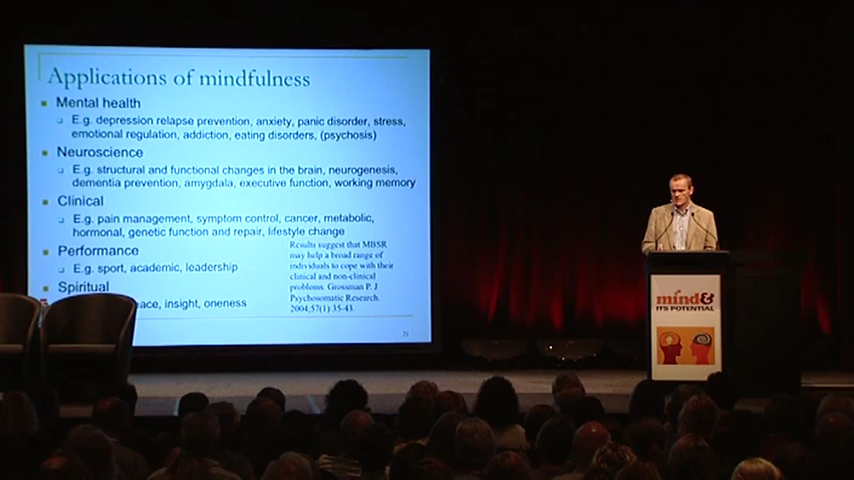 Applications of mindfulness
Mental health
E.g. depression relapse prevention, anxiety, panic disorder, stress,
emotional regulation, addiction, eating disorders, (psychosis)
Neuroscience
E.g. structural and functional changes in the brain, neurogenesis,
dementia prevention, amygdala, executive function, working memory
Clinical
E.g. pain management, symptom control, cancer, metabolic,
hormonal, genetic function and repair, lifestyle change
Performance
E.g. sport, academic, leadership
Spiritual
eace, insight, oneness
Results suggest that MBSR
may help a broad range of
individuals to cope with their
clinical and non-clinical
problems. Grossman P. J
Psychosomatic Research.
2004;57(1):35-43.
21
mind&
ITS POTENTIAL